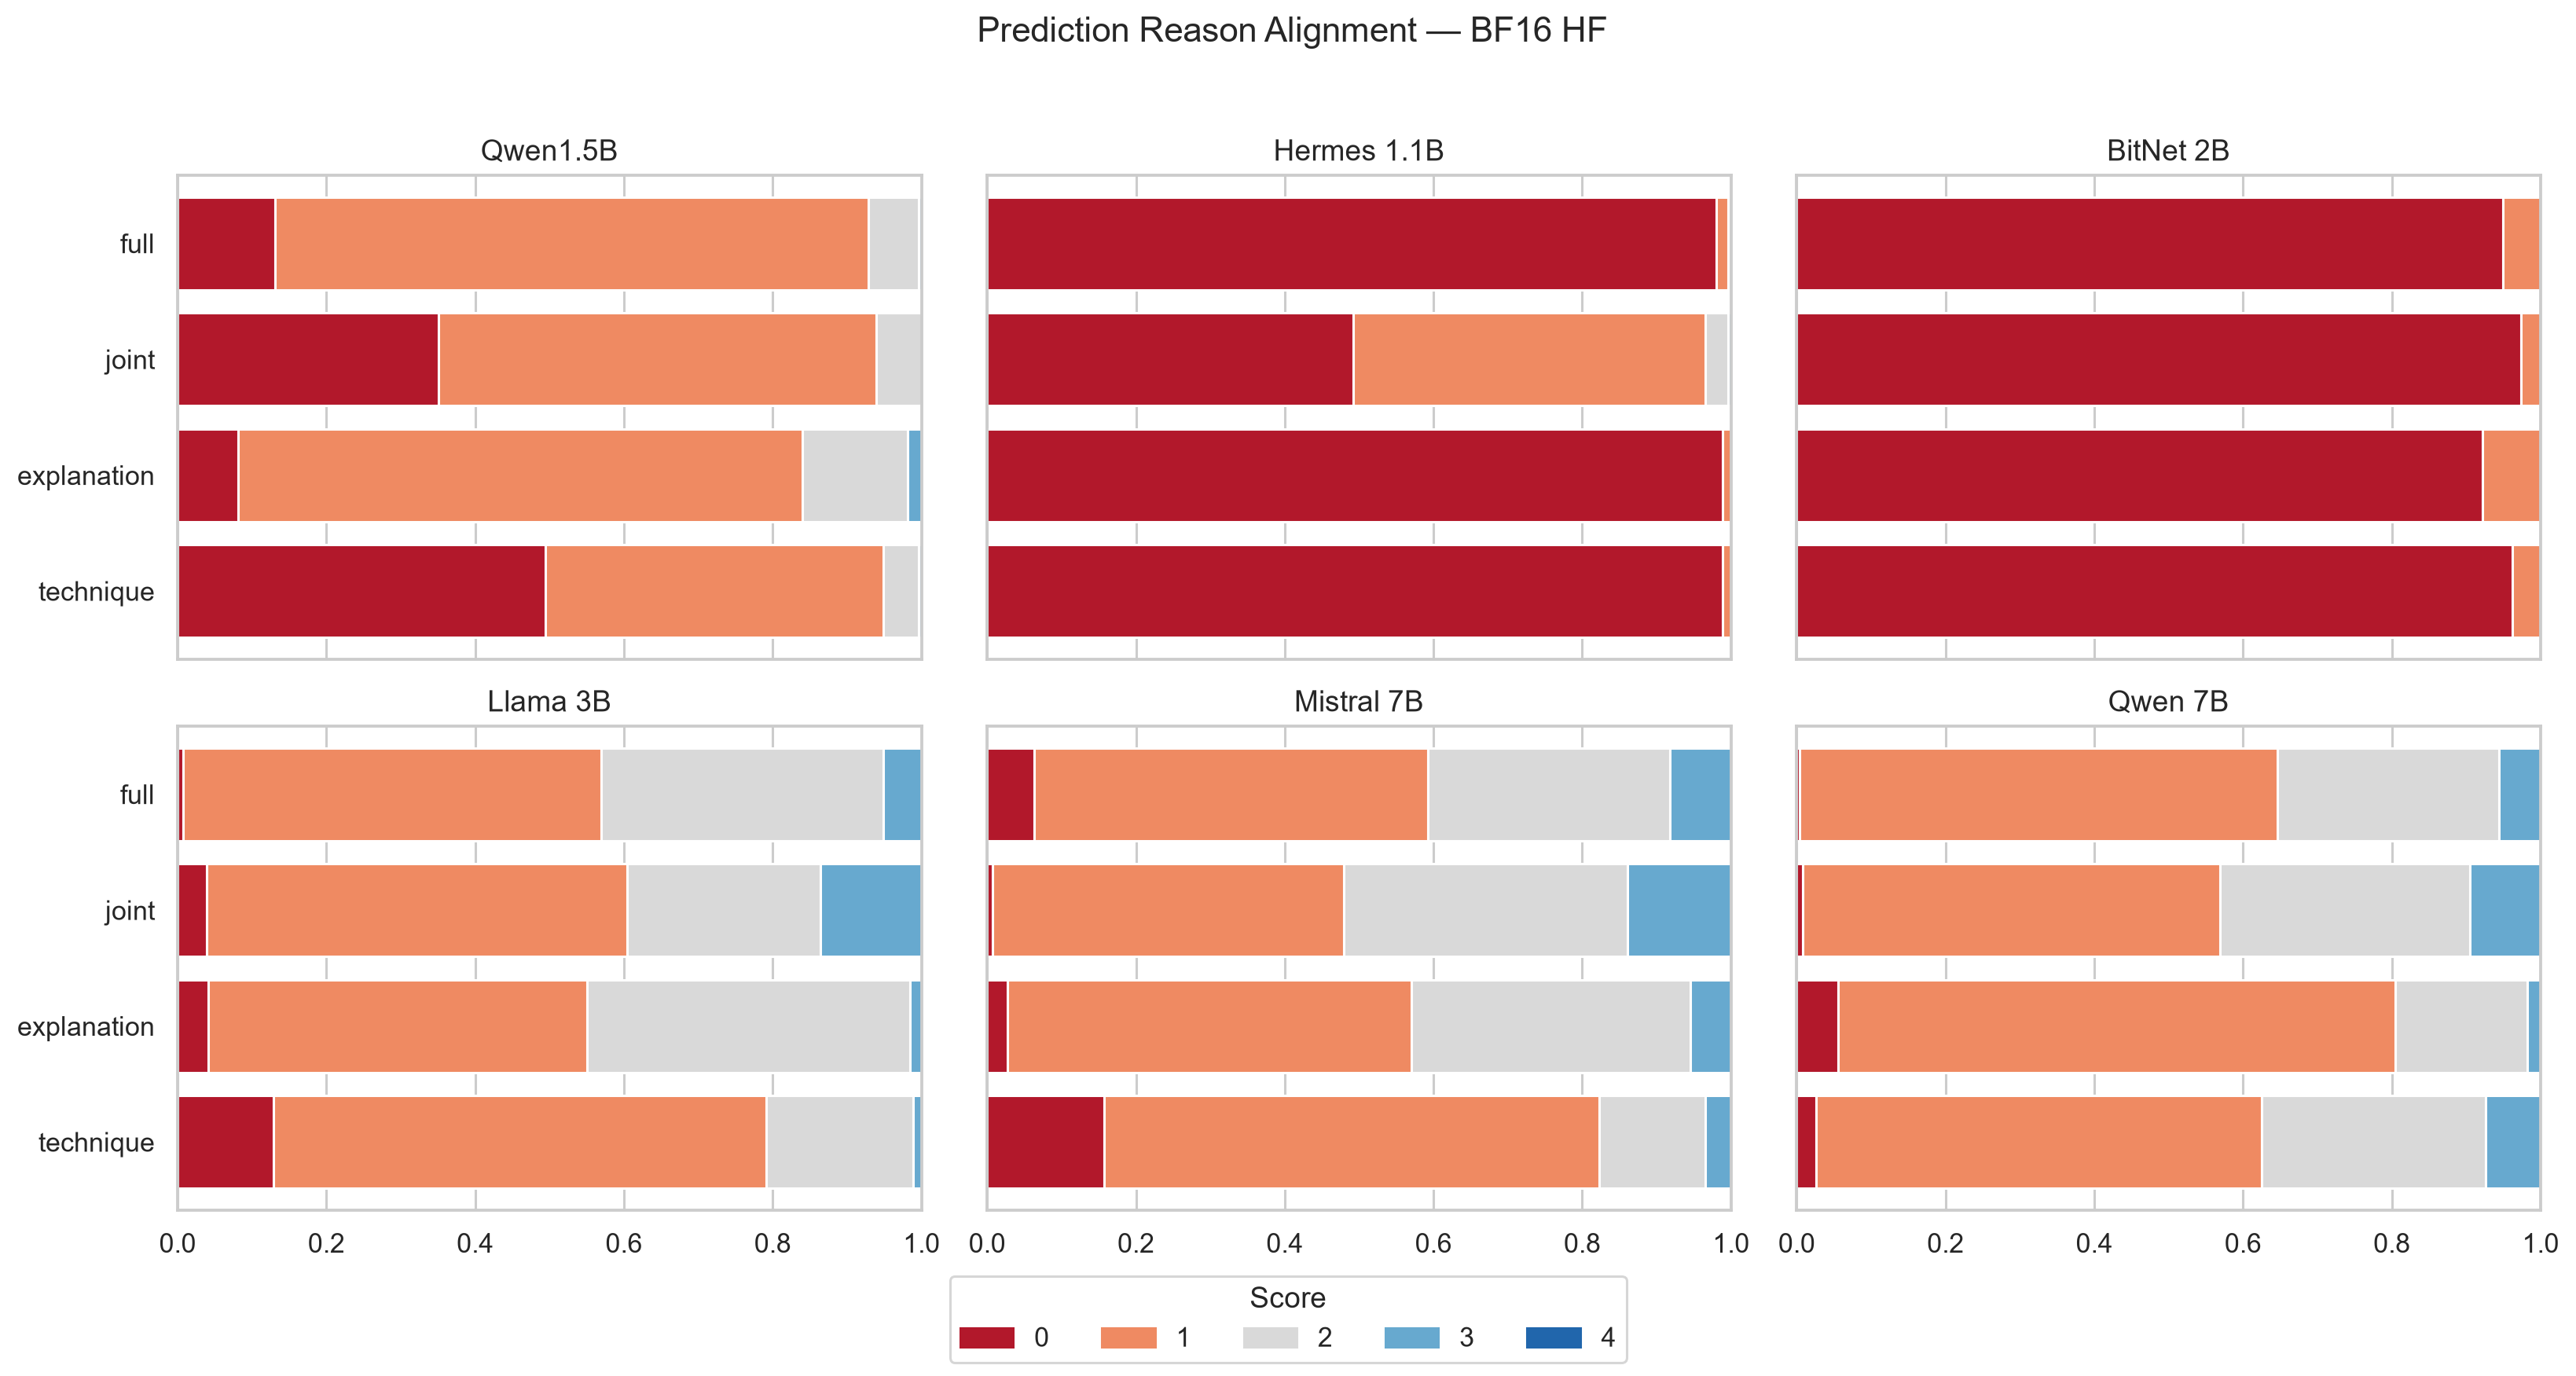 Prediction Reason Alignment — BF16 HF
Qwen1.5B
Hermes 1.1B
BitNet 2B
full
joint
explanation
technique
Llama 3B
Mistral 7B
Qwen 7B
full
joint
explanation
technique
0.0 0.2 0.4 0.6 0.8 1.0
0.0 0.2 0.4 0.6 0.8 1.0
0.0 0.2 0.4 0.6 0.8 1.0
Score
0 1 2 3 4